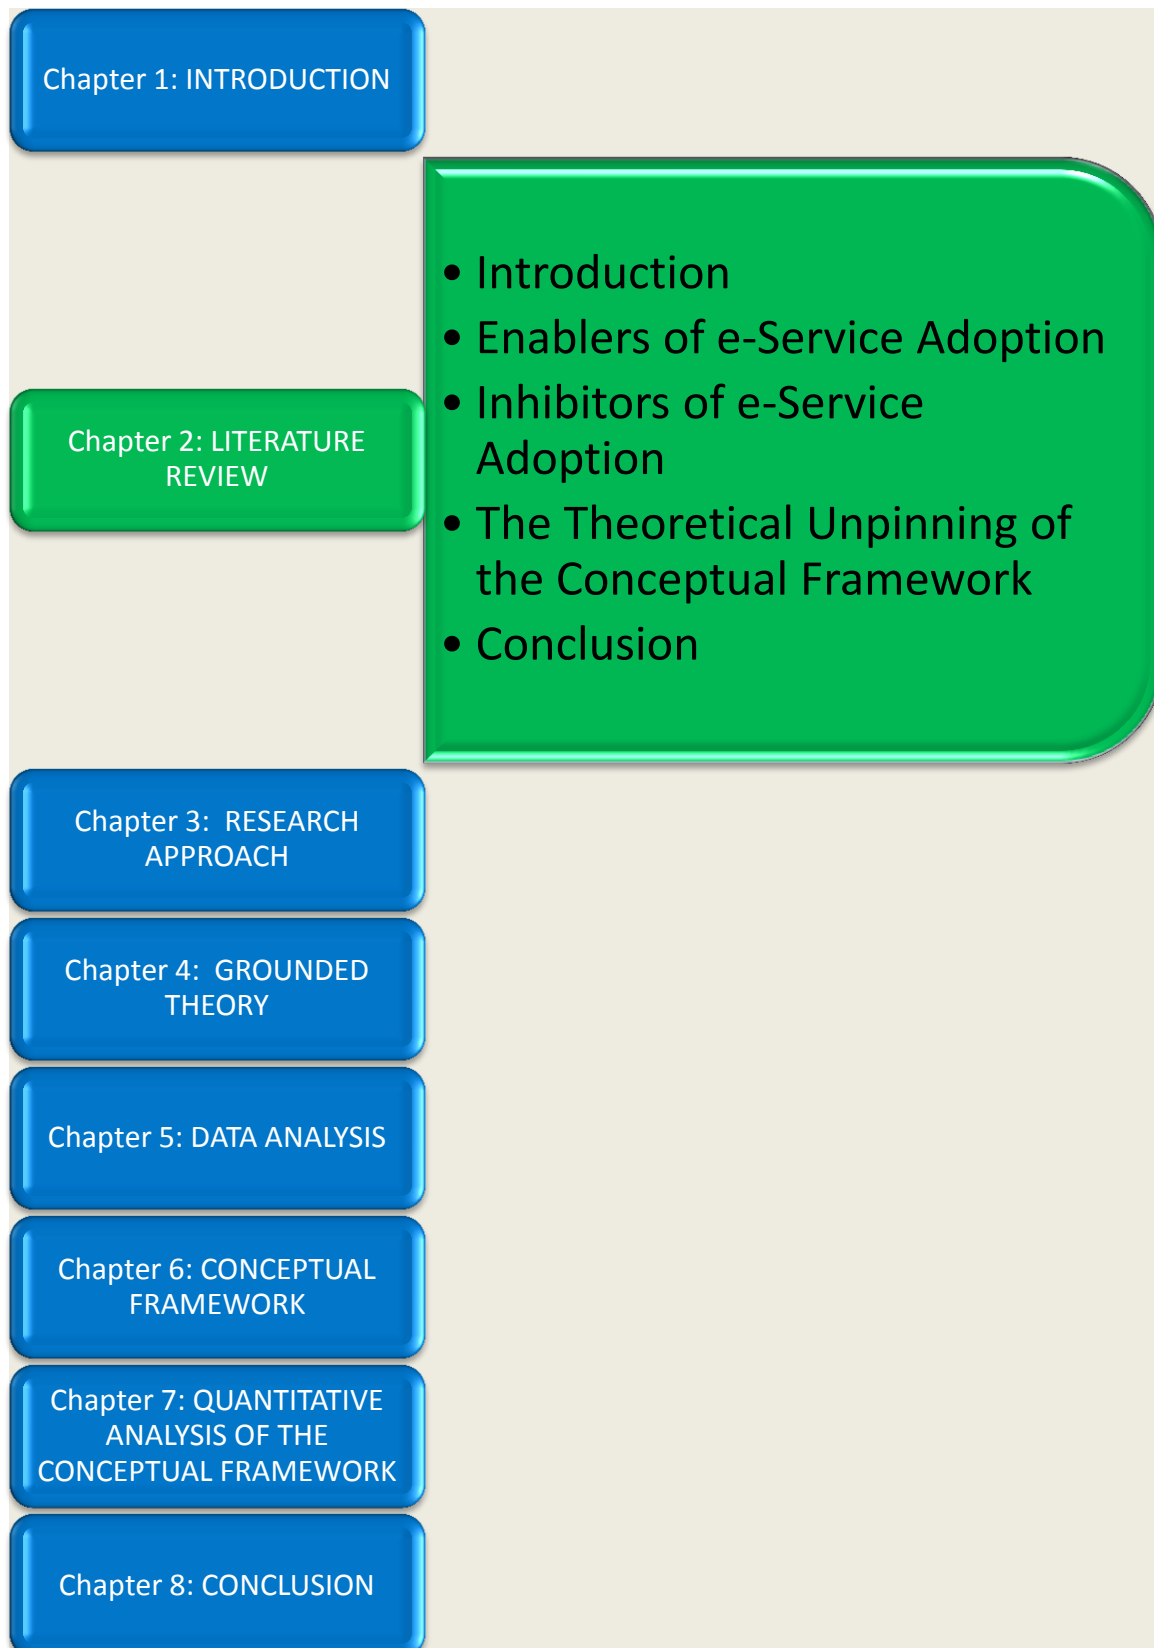 Chapter 1: INTRODUCTION
• Introduction
• Enablers of e-Service Adoption
• Inhibitors of e-Service
Adoption
• The Theoretical Unpinning of
the Conceptual Framework
• Conclusion
Chapter 2: LITERATURE
REVIEW
Chapter 3:  RESEARCH
APPROACH
Chapter 4:  GROUNDED
THEORY
Chapter 5: DATA ANALYSIS
Chapter 6: CONCEPTUAL
FRAMEWORK
Chapter 7: QUANTITATIVE
ANALYSIS OF THE
CONCEPTUAL FRAMEWORK
Chapter 8: CONCLUSION